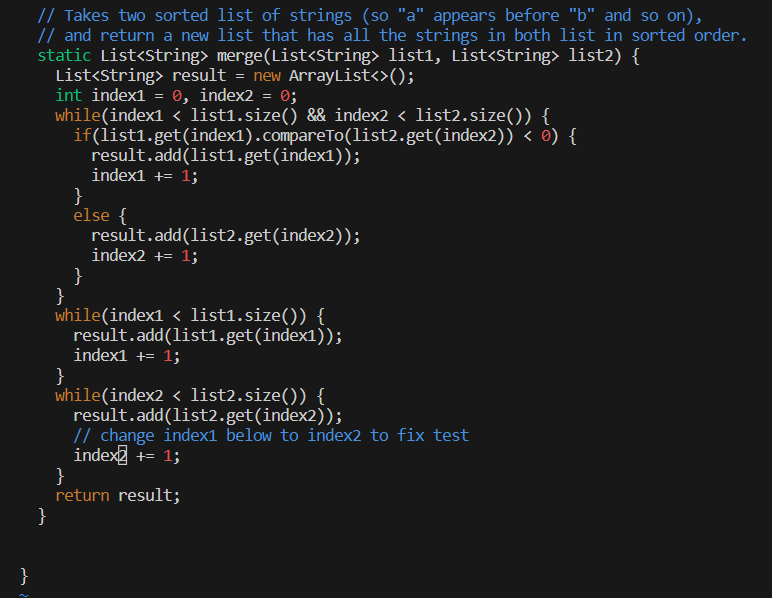 // Takes two sorted list of strings (so "a" appears before "b" and so on),
// and return a new list that has all the strings in both list in sorted order.
static List<String> merge(List<String> list1, List<String> list2) {
  List<String> result = new ArrayList<>();
  int index1 = 0, index2 = 0;
  while(index1 < list1.size() && index2 < list2.size()) {
    if(list1.get(index1).compareTo(list2.get(index2)) < 0) {
      result.add(list1.get(index1));
      index1 += 1;
    }
    else {
      result.add(list2.get(index2));
      index2 += 1;
    }
  }
  while(index1 < list1.size()) {
    result.add(list1.get(index1));
    index1 += 1;
  }
  while(index2 < list2.size()) {
    result.add(list2.get(index2));
    // change index1 below to index2 to fix test
    index2 += 1;
  }
  return result;
}
}
~